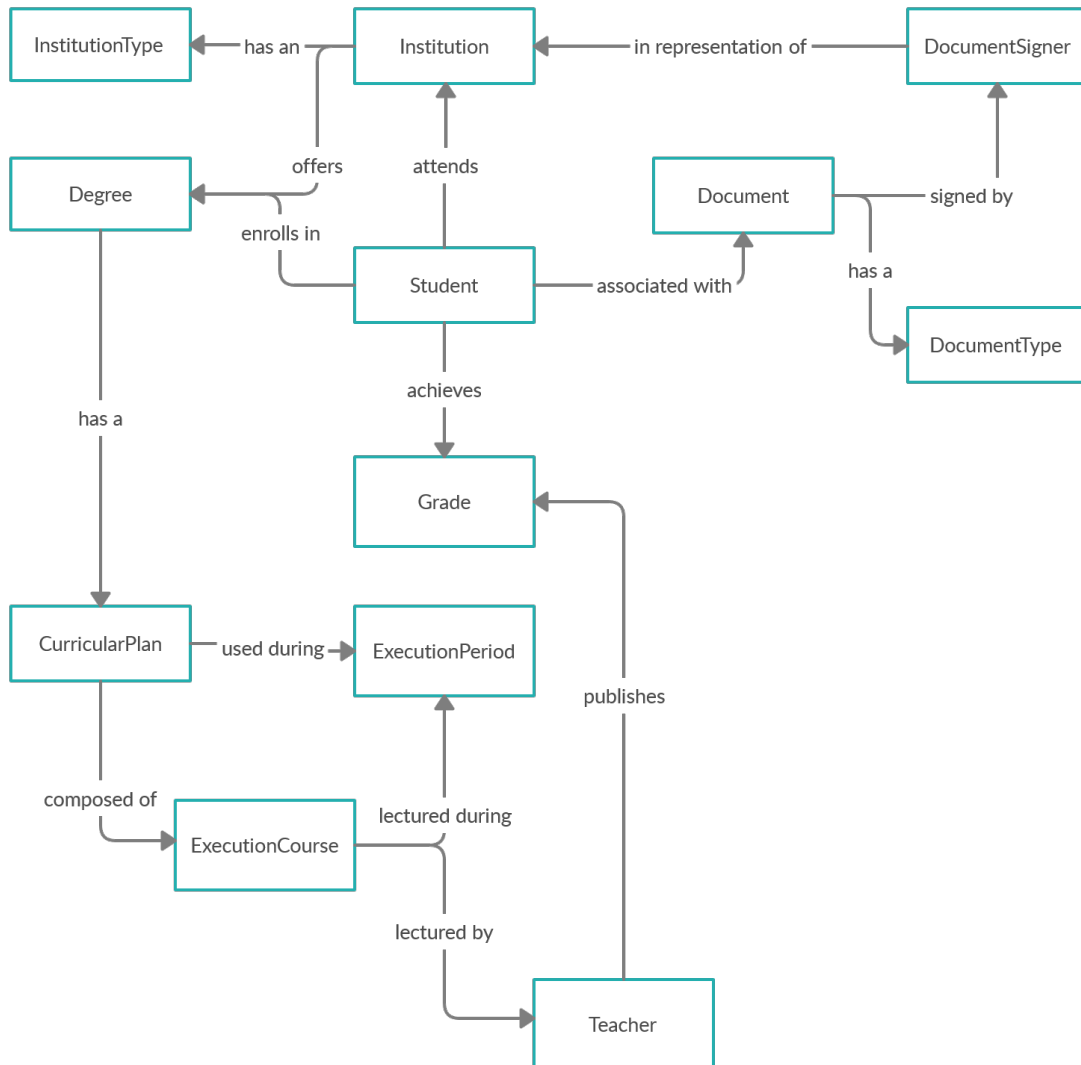 InstitutionType
has an
Institution
in representation of
DocumentSigner
offers
attends
Degree
Document
signed by
enrolls in
Student
associated with
has a
DocumentType
achieves
has a
Grade
CurricularPlan
used during
ExecutionPeriod
publishes
composed of
lectured during
ExecutionCourse
lectured by
Teacher